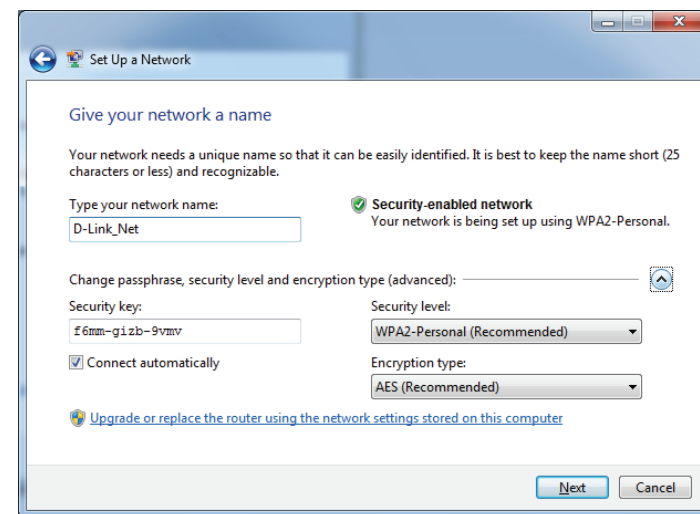 Set Up a Network
Give your network a name
Your network needs a unique name so that it can be easily identified. It is best to keep the name short (25
characters or less) and recognizable.
Type your network name:
D-Link_Net
Security-enabled network
Your network is being set up using WPA2-Personal.
Change passphrase, security level and encryption type (advanced):
Security key:
f6mm-gizb-9vmv
Security level:
WPA2-Personal (Recommended)
Connect automatically
Encryption type:
AES (Recommended)
Upgrade or replace the router using the network settings stored on this computer
Next
Cancel